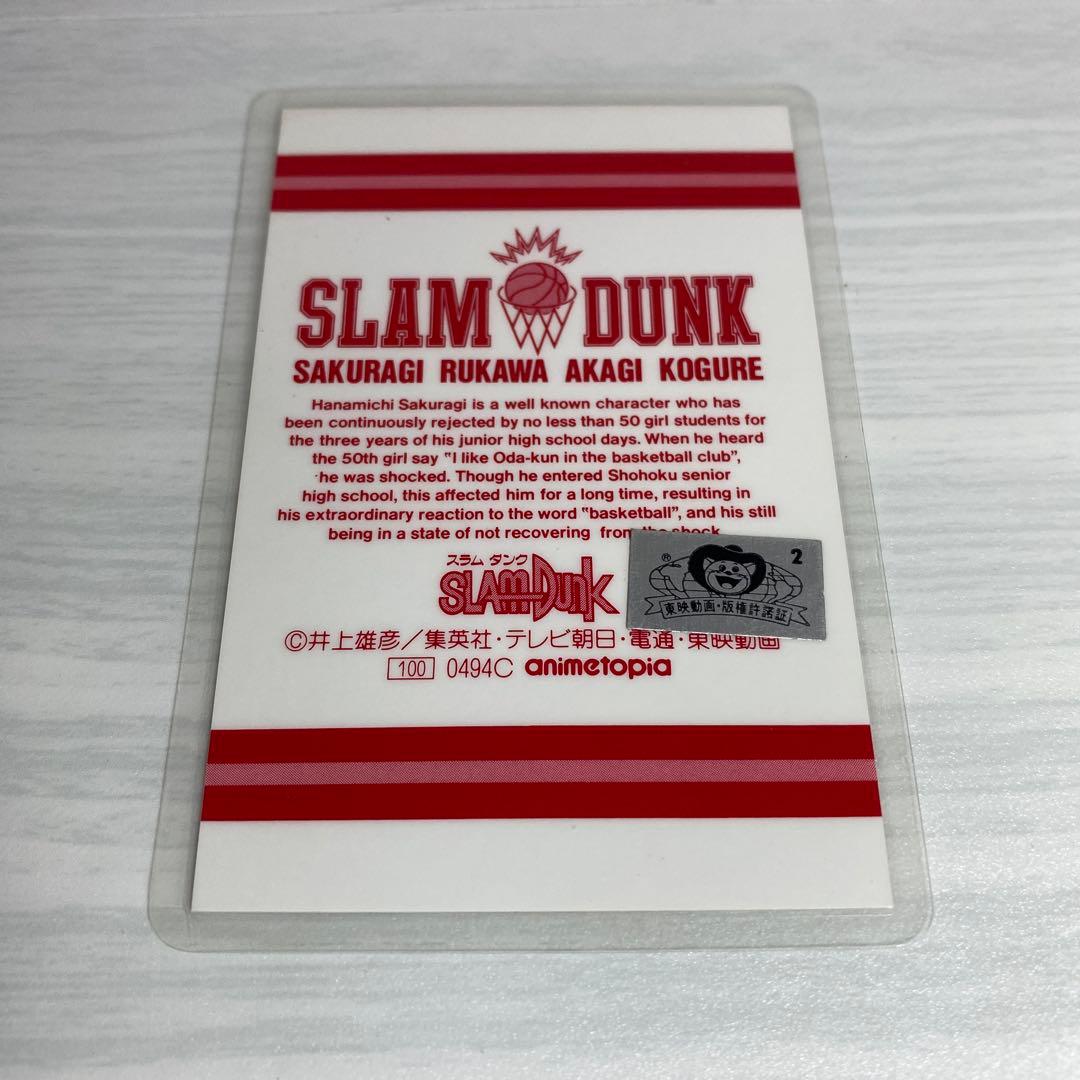 SLAM DUNK
SAKURAGI RUKAWA AKAGI KOGURE
Hanamichi Sakuragi is a well known character who has
been continuously rejected by no less than 50 girl students for
the three years of his junior high school days. When he heard
the 50th girl say "I like Oda-kun in the basketball club",
he was shocked. Though he entered Shohoku senior
high school, this affected him for a long time, resulting in
his extraordinary reaction to the word "basketball", and his still
being in a state of not recovering from the shock
スラムダンク
SLAM DUNK
® 2
東映動画・版権許諾証
©井上雄彦/集英社・テレビ朝日・電通・東映動画
100 0494C animetopia